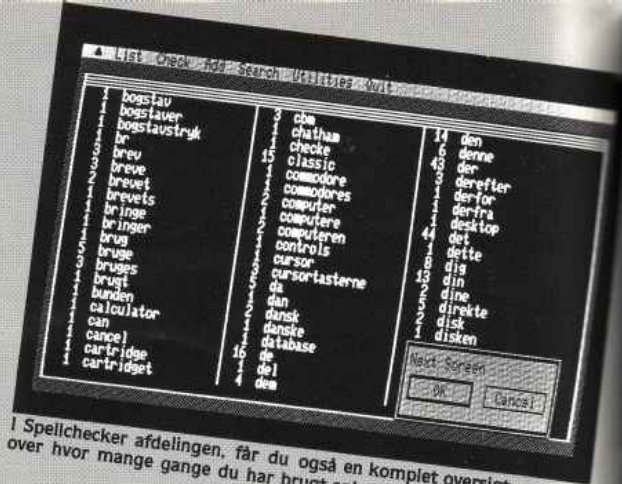 List Check Add Search Utilities Quit
1 bogstav
1 bogstaver
1 bogstavstryk
1 br
3 brev
3 breve
2 brevet
1 brevets
1 bringe
1 bringer
1 brug
5 bruge
3 bruges
1 brugt
1 bunden
1 calculator
1 can
1 cancel
1 cartridge
1 cartridget
3 cbm
1 chatham
1 checke
15 classic
1 commodore
1 commodores
2 computer
1 computere
2 computeren
1 controls
1 cursor
3 cursortasterne
5 da
1 dan
2 dansk
1 danske
1 database
16 de
1 del
4 dem
14 den
6 denne
43 der
3 derefter
1 derfor
1 derfra
1 desktop
44 det
1 dette
8 dig
13 din
2 dine
5 direkte
2 disk
1 disken
Next Screen
OK Cancel
I Spellchecker afdelingen, får du også en komplet oversigt
over hvor mange gange du har brugt